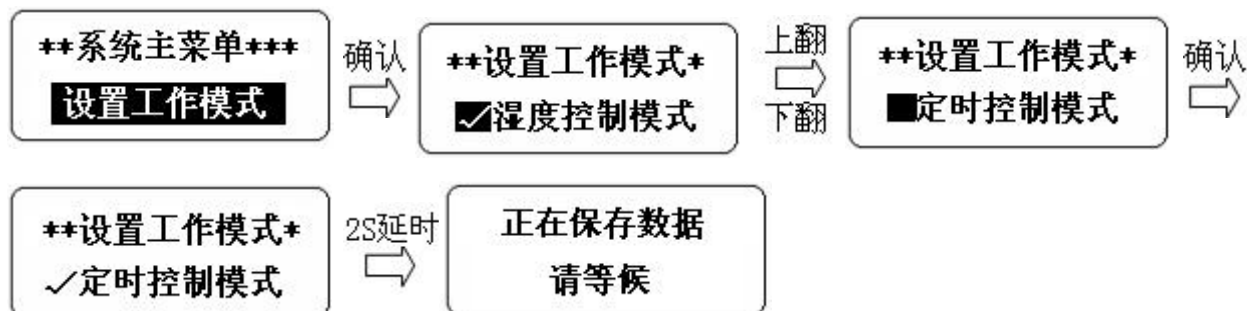 **系统主菜单***
设置工作模式
确认
**设置工作模式*
✓湿度控制模式
上翻
下翻
**设置工作模式*
■定时控制模式
确认
**设置工作模式*
✓定时控制模式
2S延时
正在保存数据
请等候